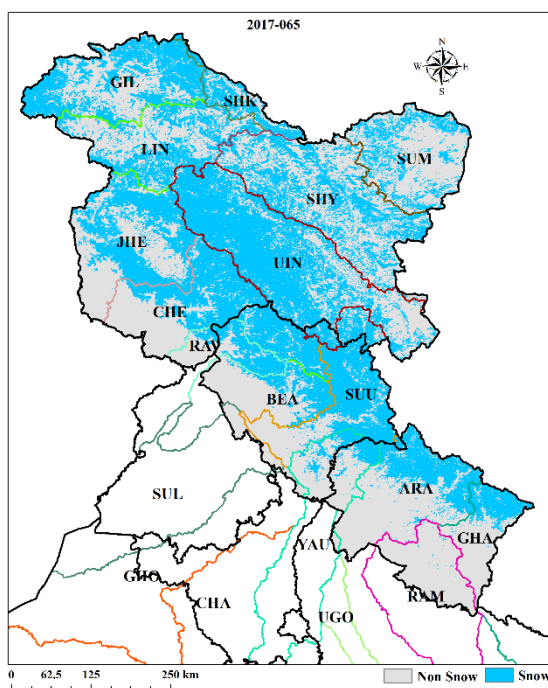 2017-065
N
W E
S
GIL
SHK
LIN
SUM
SHY
JHE
UIN
CHE
RAV
BEA
SUU
ARA
SUL
GHA
YAU
GHO
CHA
RAM
UGO
0 62.5 125 250 km
Non Snow Snow